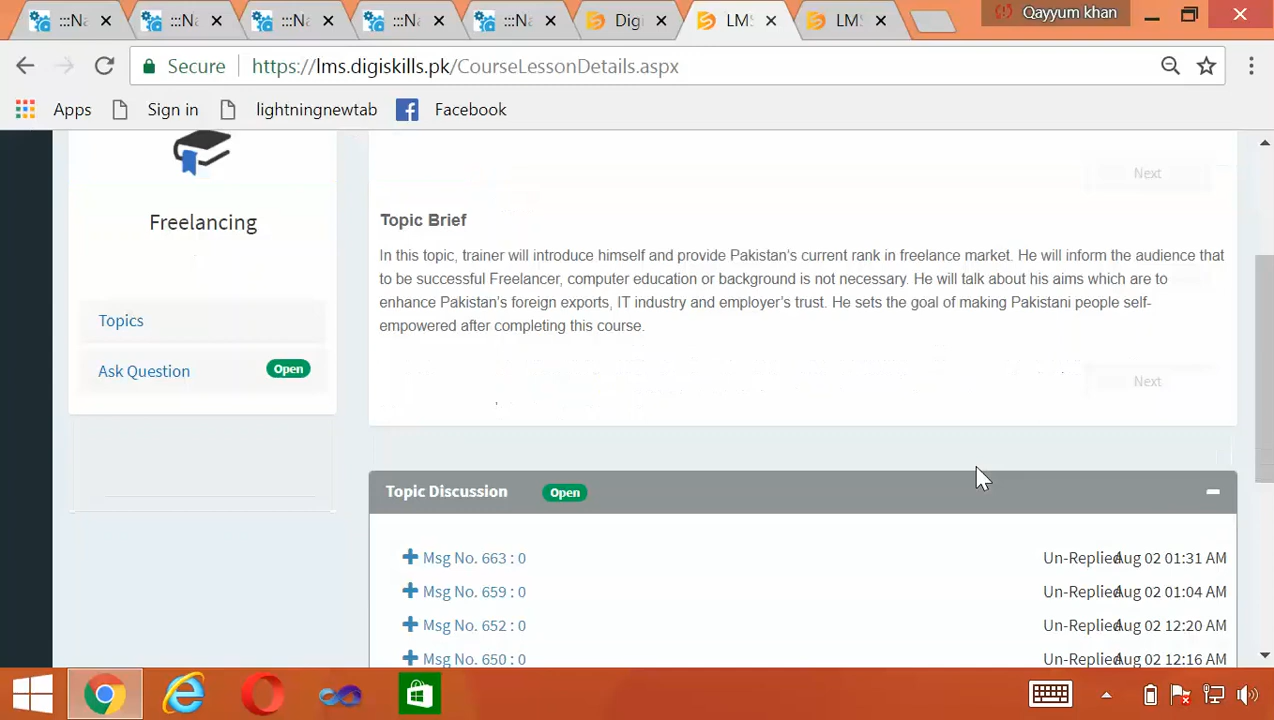 :::Na
:::Na
:::Na
:::Na
:::Na
Digi
LMS
LMS
Qayyum khan
Secure
https://lms.digiskills.pk/CourseLessonDetails.aspx
Apps
Sign in
lightningnewtab
Facebook
Next
Freelancing
Topic Brief
In this topic, trainer will introduce himself and provide Pakistan's current rank in freelance market. He will inform the audience that
to be successful Freelancer, computer education or background is not necessary. He will talk about his aims which are to
enhance Pakistan's foreign exports, IT industry and employer's trust. He sets the goal of making Pakistani people self-
empowered after completing this course.
Topics
Ask Question Open
Next
Topic Discussion Open
Msg No. 663 : 0 Un-Replied Aug 02 01:31 AM
Msg No. 659 : 0 Un-Replied Aug 02 01:04 AM
Msg No. 652 : 0 Un-Replied Aug 02 12:20 AM
Msg No. 650 : 0 Un-Replied Aug 02 12:16 AM